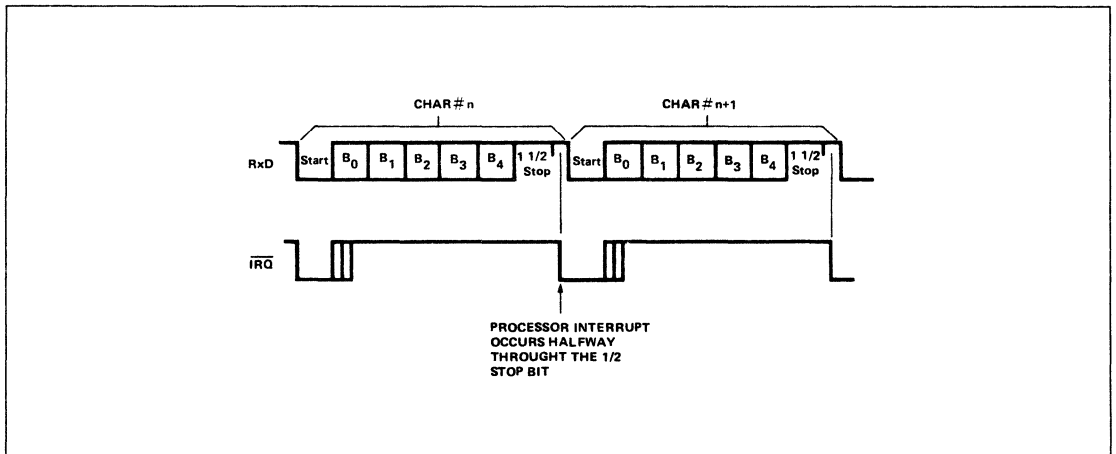 CHAR # n CHAR # n+1
RxD Start B0 B1 B2 B3 B4 1 1/2 Stop Start B0 B1 B2 B3 B4 1 1/2 Stop
IRQ
PROCESSOR INTERRUPT
OCCURS HALFWAY
THROUGHT THE 1/2
STOP BIT